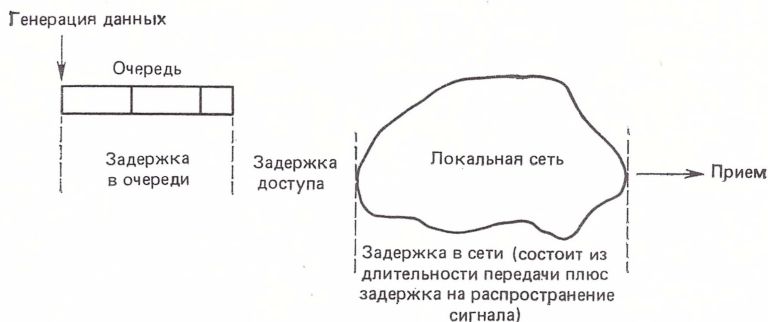 Генерация данных
Очередь
Задержка
в очереди
Задержка
доступа
Локальная сеть
Прием
Задержка в сети (состоит из
длительности передачи плюс
задержка на распространение
сигнала)